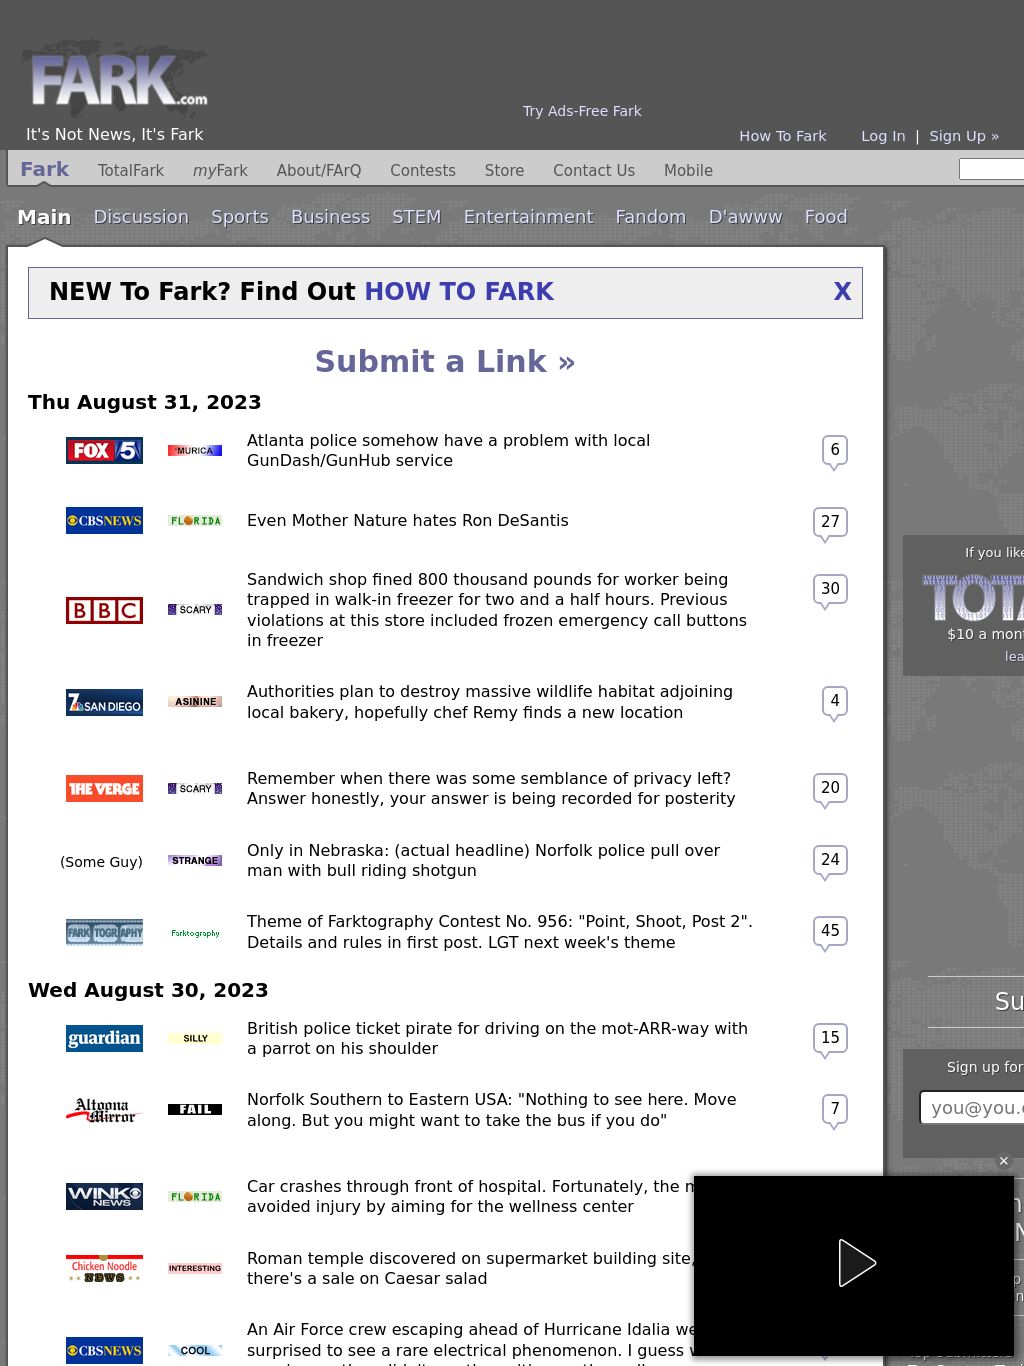 FARK.com
Try Ads-Free Fark
It's Not News, It's Fark
How To Fark Log In | Sign Up »
Fark TotalFark myFark About/FArQ Contests Store Contact Us Mobile
Main Discussion Sports Business STEM Entertainment Fandom D'awww Food
NEW To Fark? Find Out HOW TO FARK X
Submit a Link »
Thu August 31, 2023
FOX 5 'MURICA Atlanta police somehow have a problem with local
GunDash/GunHub service
6
CBS NEWS FLORIDA Even Mother Nature hates Ron DeSantis 27
Sandwich shop fined 800 thousand pounds for worker being
trapped in walk-in freezer for two and a half hours. Previous
violations at this store included frozen emergency call buttons
in freezer
BBC SCARY 30
7 SAN DIEGO ASININE Authorities plan to destroy massive wildlife habitat adjoining
local bakery, hopefully chef Remy finds a new location
4
THE VERGE SCARY Remember when there was some semblance of privacy left?
Answer honestly, your answer is being recorded for posterity
20
(Some Guy) STRANGE Only in Nebraska: (actual headline) Norfolk police pull over
man with bull riding shotgun
24
FARKTOGRAPHY Farktography Theme of Farktography Contest No. 956: "Point, Shoot, Post 2".
Details and rules in first post. LGT next week's theme
45
Wed August 30, 2023
guardian SILLY British police ticket pirate for driving on the mot-ARR-way with
a parrot on his shoulder
15
Altoona Mirror FAIL Norfolk Southern to Eastern USA: "Nothing to see here. Move
along. But you might want to take the bus if you do"
7
WINK NEWS FLORIDA Car crashes through front of hospital. Fortunately, the
avoided injury by aiming for the wellness center
Chicken Noodle NEWS INTERESTING Roman temple discovered on supermarket building site,
there's a sale on Caesar salad
CBS NEWS COOL An Air Force crew escaping ahead of Hurricane Idalia
surprised to see a rare electrical phenomenon. I guess
If you like
$10 a mon
lea
Su
Sign up for
you@you.c